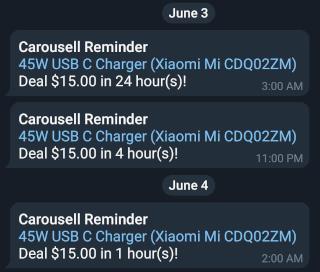 June 3
Carousell Reminder
45W USB C Charger (Xiaomi Mi CDQ02ZM)
Deal $15.00 in 24 hour(s)!
3:00 AM
Carousell Reminder
45W USB C Charger (Xiaomi Mi CDQ02ZM)
Deal $15.00 in 4 hour(s)!
11:00 PM
June 4
Carousell Reminder
45W USB C Charger (Xiaomi Mi CDQ02ZM)
Deal $15.00 in 1 hour(s)!
2:00 AM